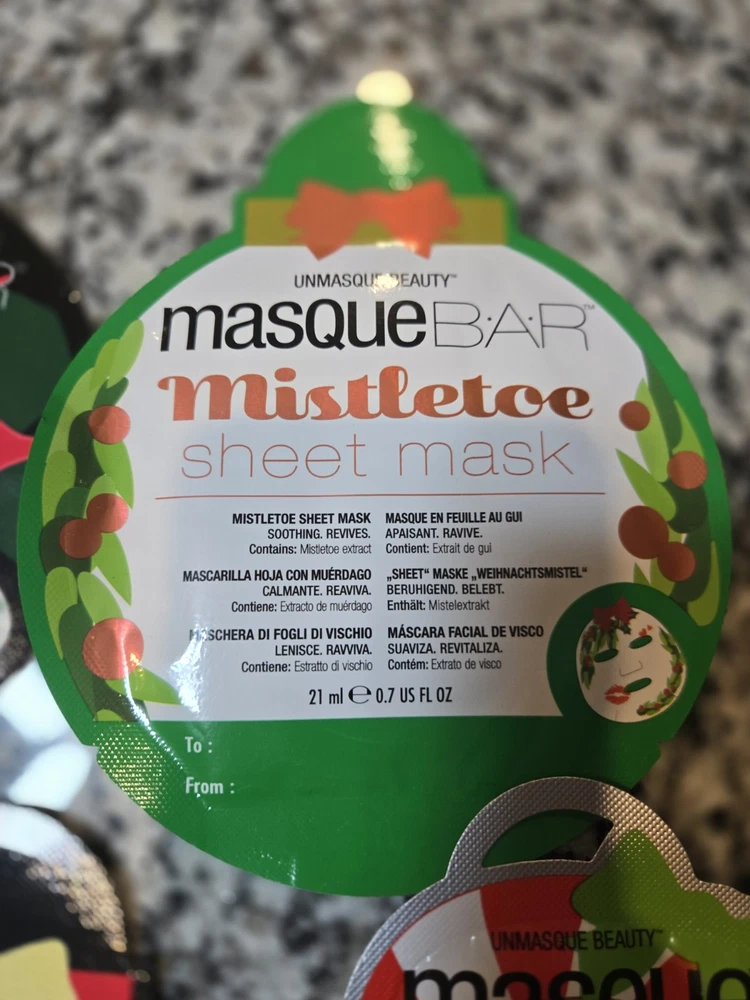 UNMASQUE BEAUTY™
masqueB·A·R™
Mistletoe
sheet mask
MISTLETOE SHEET MASK
SOOTHING. REVIVES.
Contains: Mistletoe extract
MASQUE EN FEUILLE AU GUI
APAISANT. RAVIVE.
Contient: Extrait de gui
MASCARILLA HOJA CON MUÉRDAGO
CALMANTE. REAVIVA.
Contiene: Extracto de muérdago
„SHEET“ MASKE „WEIHNACHTSMISTEL“
BERUHIGEND. BELEBT.
Enthält: Mistelextrakt
MASCHERA DI FOGLI DI VISCHIO
LENISCE. RAVVIVA.
Contiene: Estratto di vischio
MÁSCARA FACIAL DE VISCO
SUAVIZA. REVITALIZA.
Contém: Extrato de visco
21 ml ℮ 0.7 US FL OZ
To :
From :
UNMASQUE BEAUTY™
masque